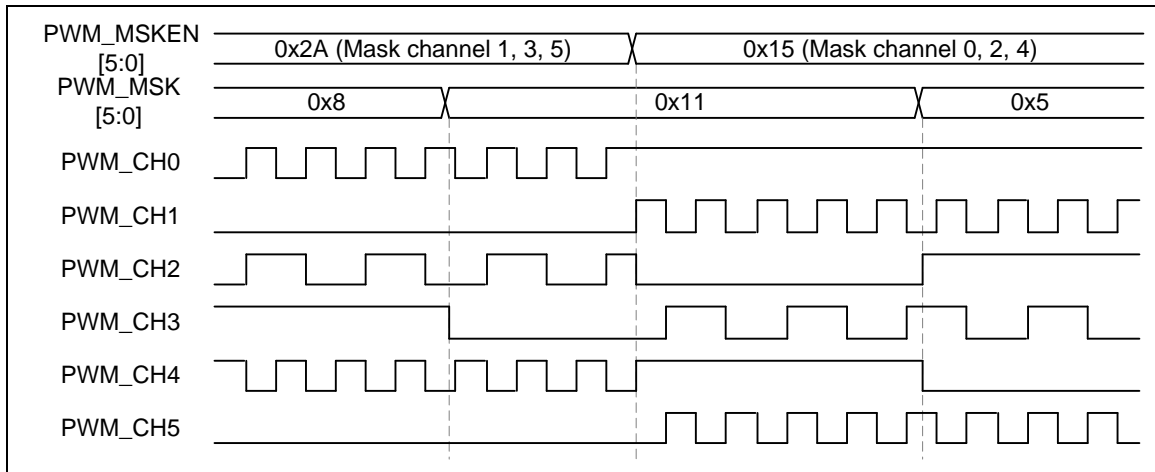 PWM_MSKEN
[5:0]
0x2A (Mask channel 1, 3, 5)
0x15 (Mask channel 0, 2, 4)
PWM_MSK
[5:0]
0x8
0x11
0x5
PWM_CH0
PWM_CH1
PWM_CH2
PWM_CH3
PWM_CH4
PWM_CH5